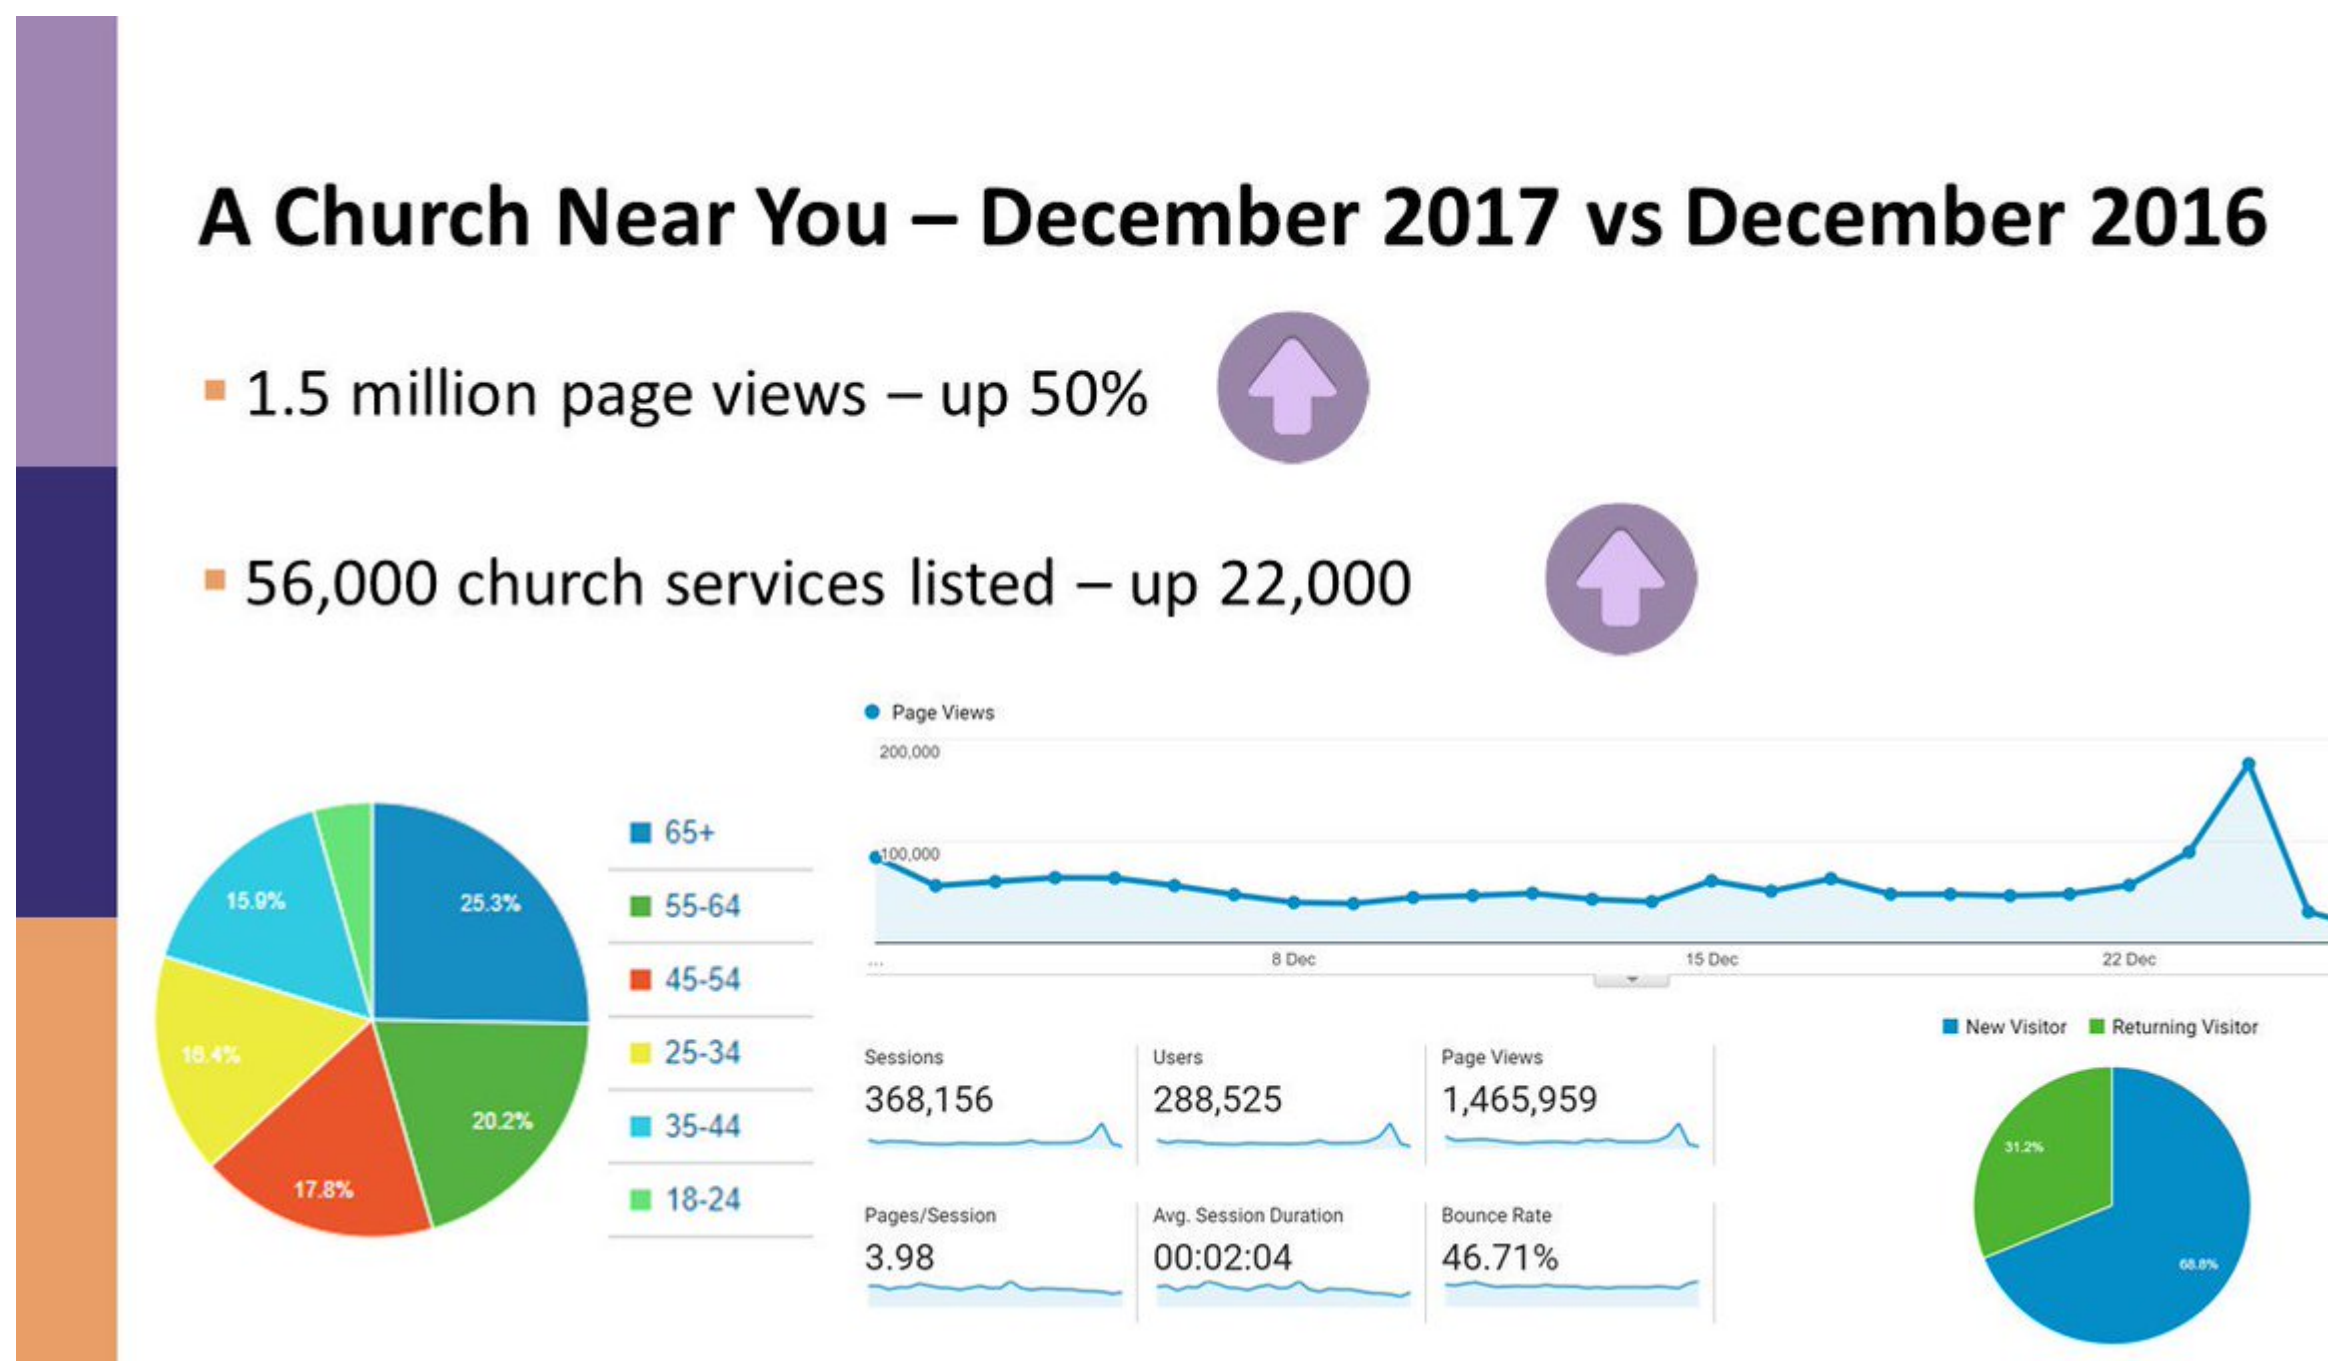 A Church Near You – December 2017 vs December 2016
▪ 1.5 million page views – up 50%
▪ 56,000 church services listed – up 22,000
Page Views
200,000
100,000
... 8 Dec 15 Dec 22 Dec
15.9%
25.3%
16.4%
20.2%
17.8%
65+
55-64
45-54
25-34
35-44
18-24
Sessions
368,156
Users
288,525
Page Views
1,465,959
Pages/Session
3.98
Avg. Session Duration
00:02:04
Bounce Rate
46.71%
New Visitor Returning Visitor
31.2%
68.8%